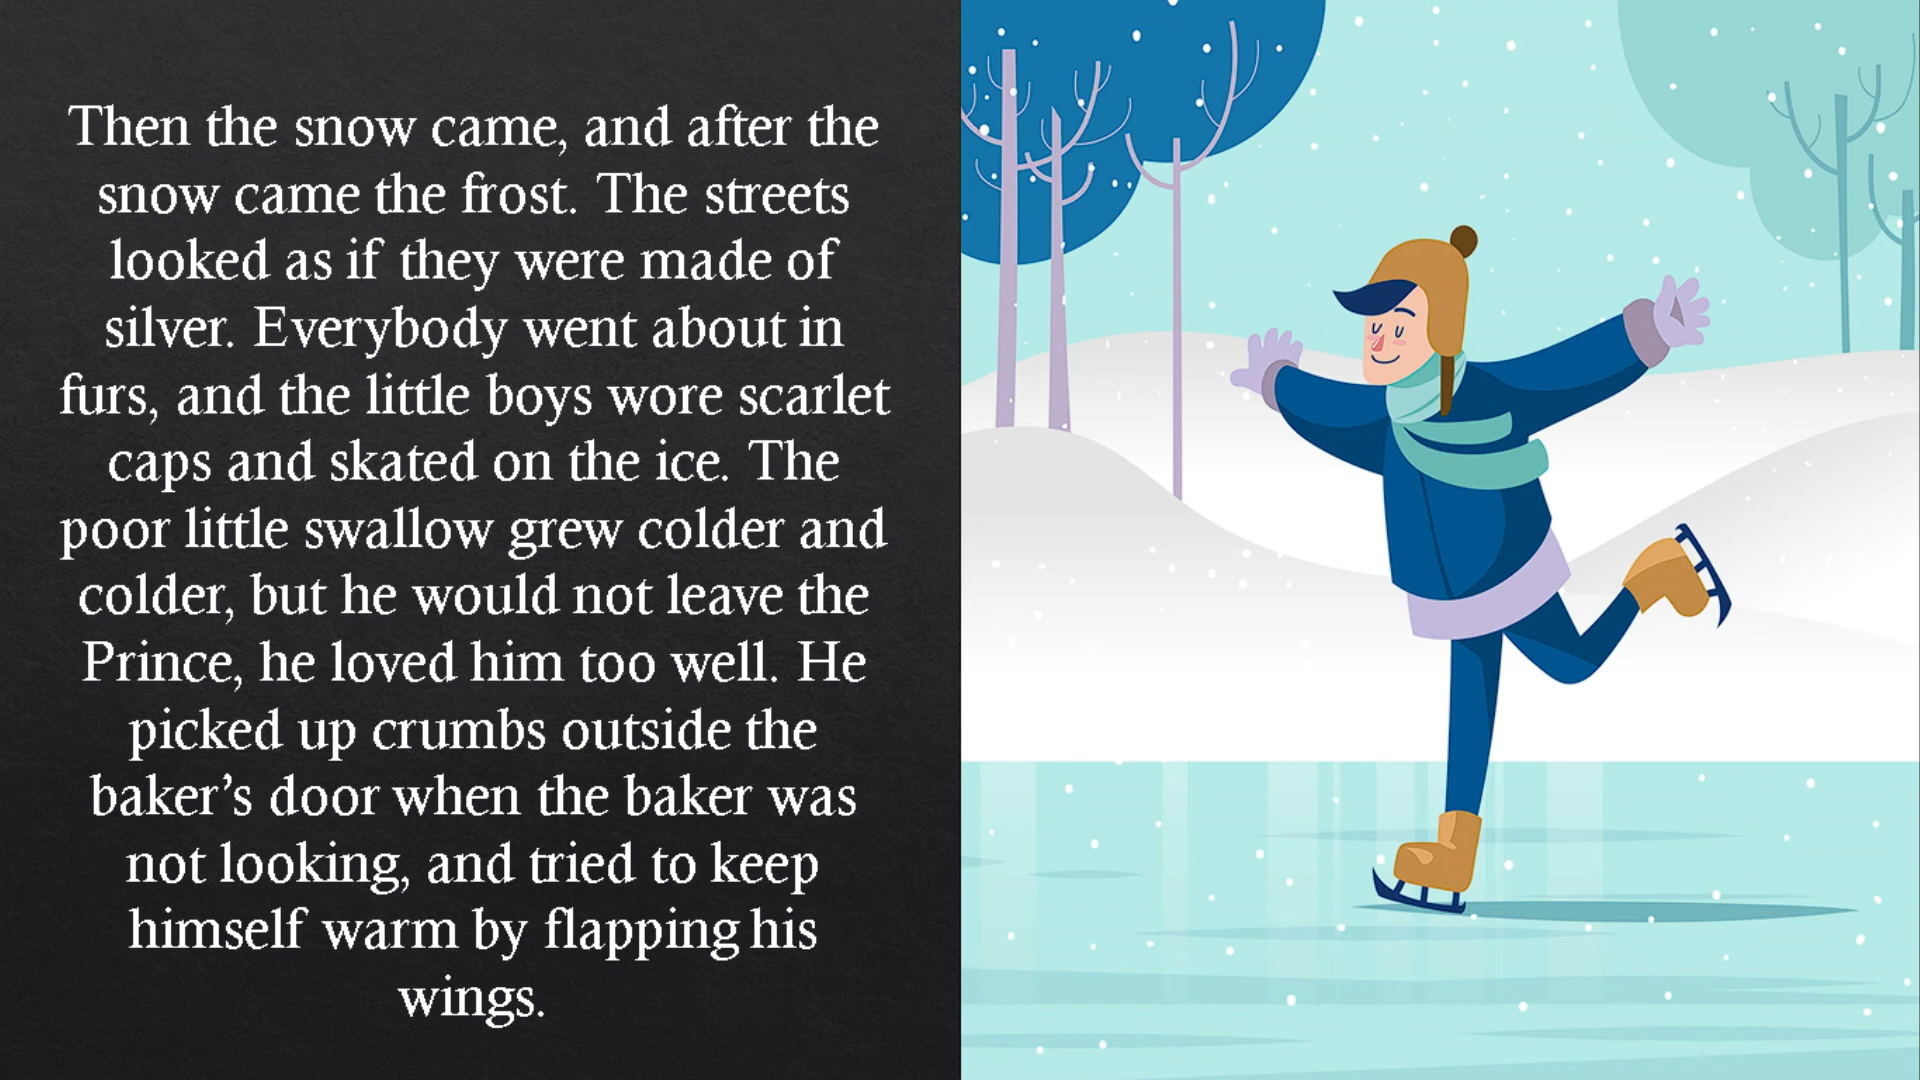 Then the snow came, and after the
snow came the frost. The streets
looked as if they were made of
silver. Everybody went about in
furs, and the little boys wore scarlet
caps and skated on the ice. The
poor little swallow grew colder and
colder, but he would not leave the
Prince, he loved him too well. He
picked up crumbs outside the
baker’s door when the baker was
not looking, and tried to keep
himself warm by flapping his
wings.